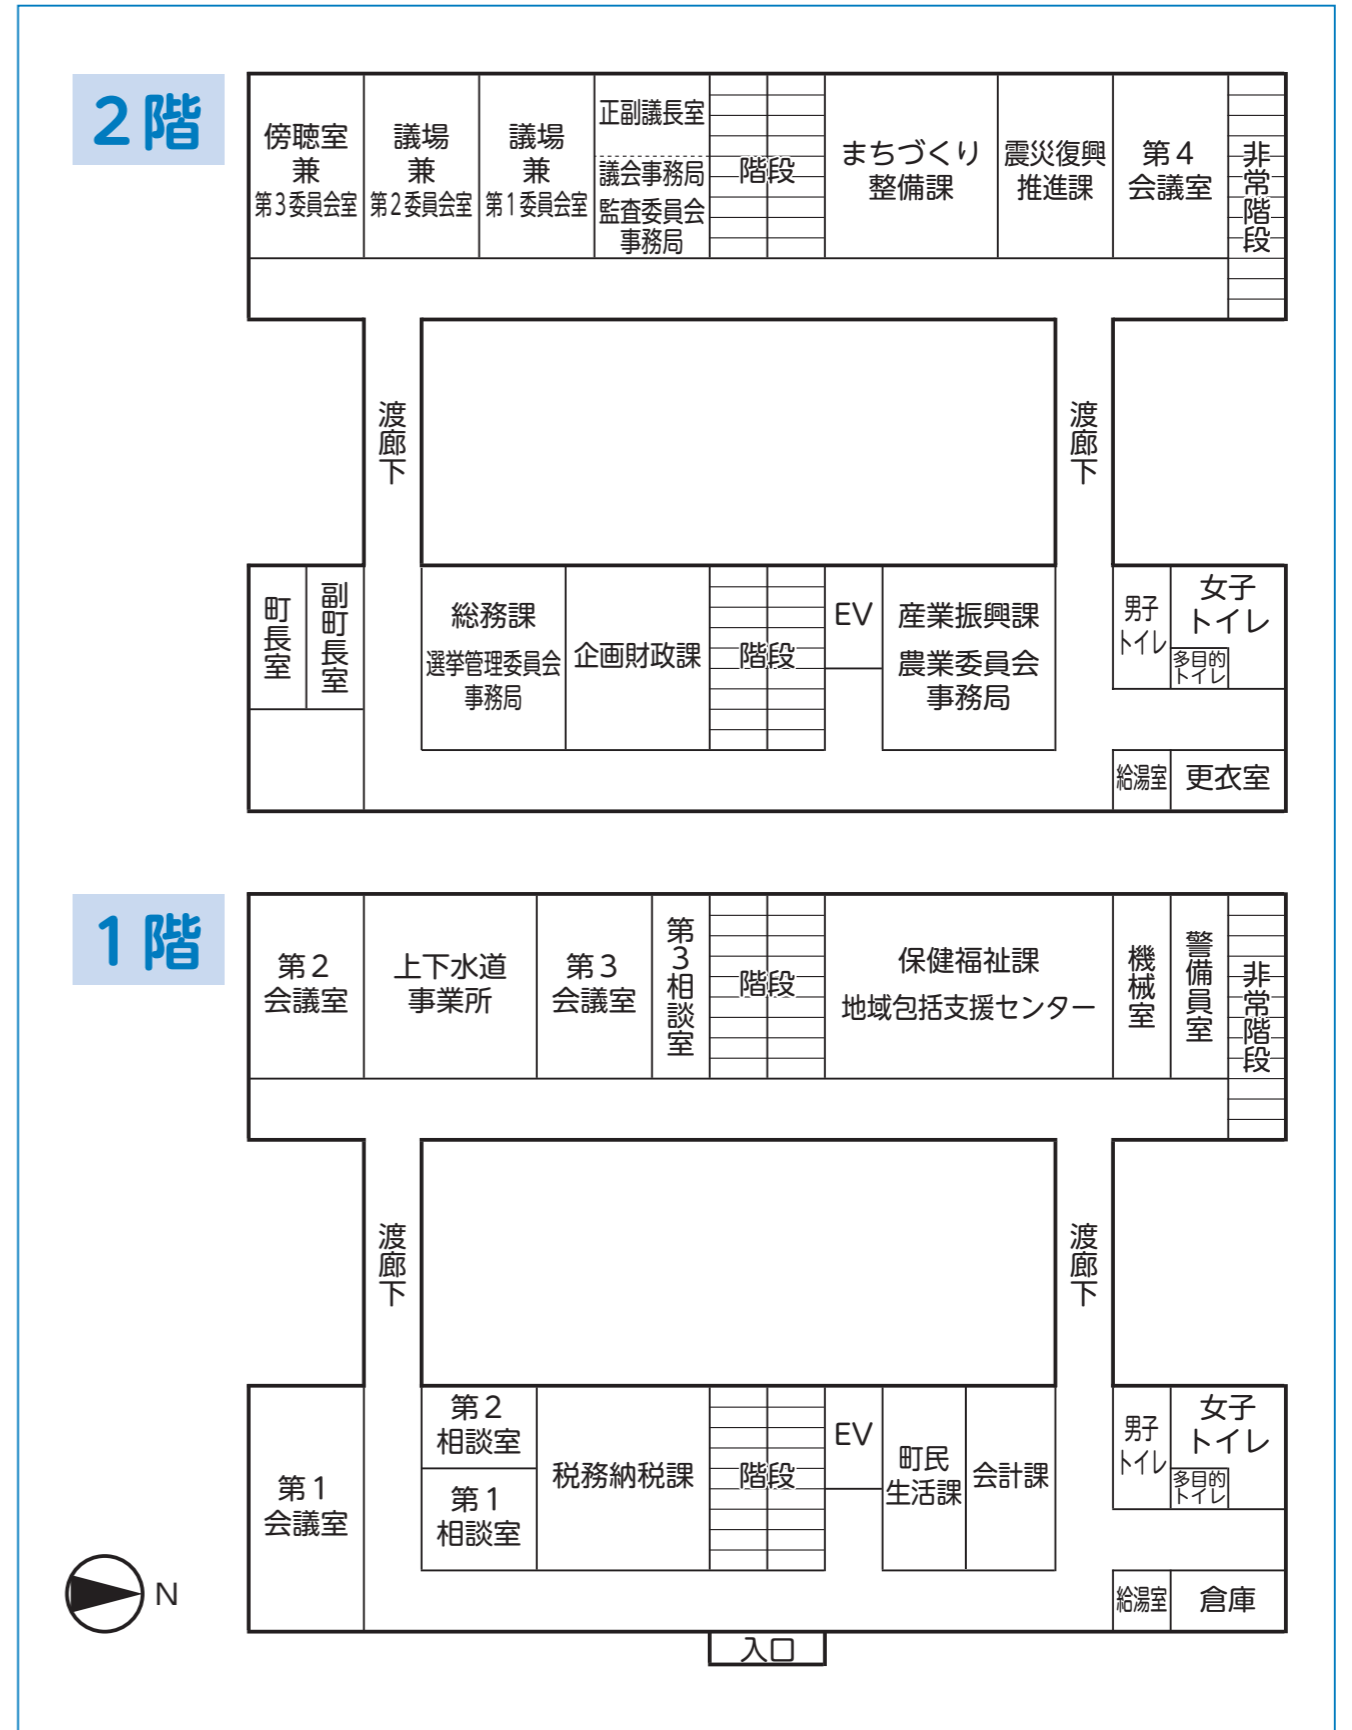 2階
傍聴室
兼
第3委員会室
議場
兼
第2委員会室
議場
兼
第1委員会室
正副議長室
議会事務局
監査委員会
事務局
階段
まちづくり
整備課
震災復興
推進課
第4
会議室
非常階段
渡廊下
渡廊下
町長室
副町長室
総務課
選挙管理委員会
事務局
企画財政課
階段
EV
産業振興課
農業委員会
事務局
男子
トイレ
女子
トイレ
多目的
トイレ
給湯室
更衣室
1階
第2
会議室
上下水道
事業所
第3
会議室
第3相談室
階段
保健福祉課
地域包括支援センター
機械室
警備員室
非常階段
渡廊下
渡廊下
第1
会議室
第2
相談室
第1
相談室
税務納税課
階段
EV
町民
生活課
会計課
男子
トイレ
女子
トイレ
多目的
トイレ
給湯室
倉庫
N
入口